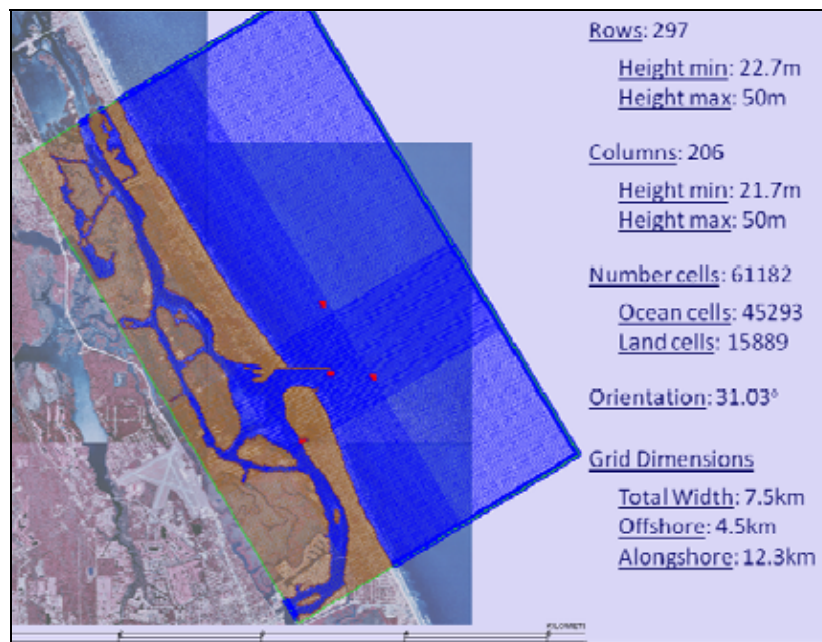 Rows: 297
Height min: 22.7m
Height max: 50m
Columns: 206
Height min: 21.7m
Height max: 50m
Number cells: 61182
Ocean cells: 45293
Land cells: 15889
Orientation: 31.03°
Grid Dimensions
Total Width: 7.5km
Offshore: 4.5km
Alongshore: 12.3km